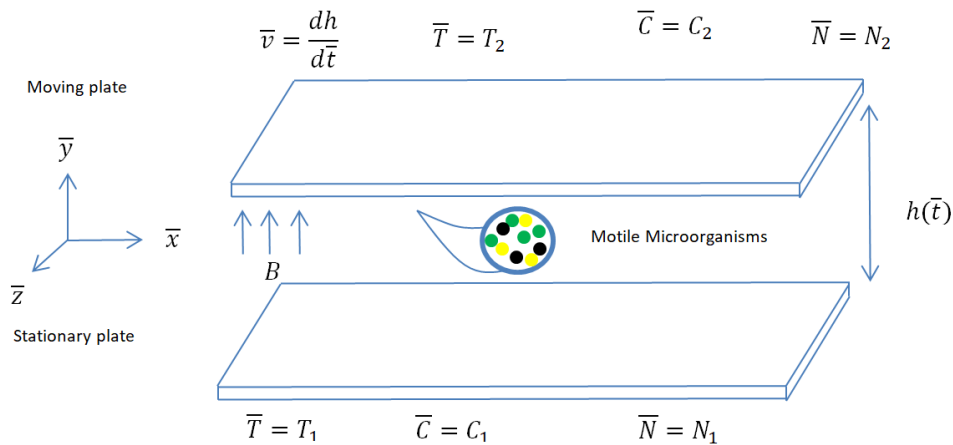 v̅ = dh/dt̅  T̅ = T₂  C̅ = C₂  N̅ = N₂
Moving plate
y̅
x̅
z̅
h(t̅)
Motile Microorganisms
B
Stationary plate
T̅ = T₁  C̅ = C₁  N̅ = N₁